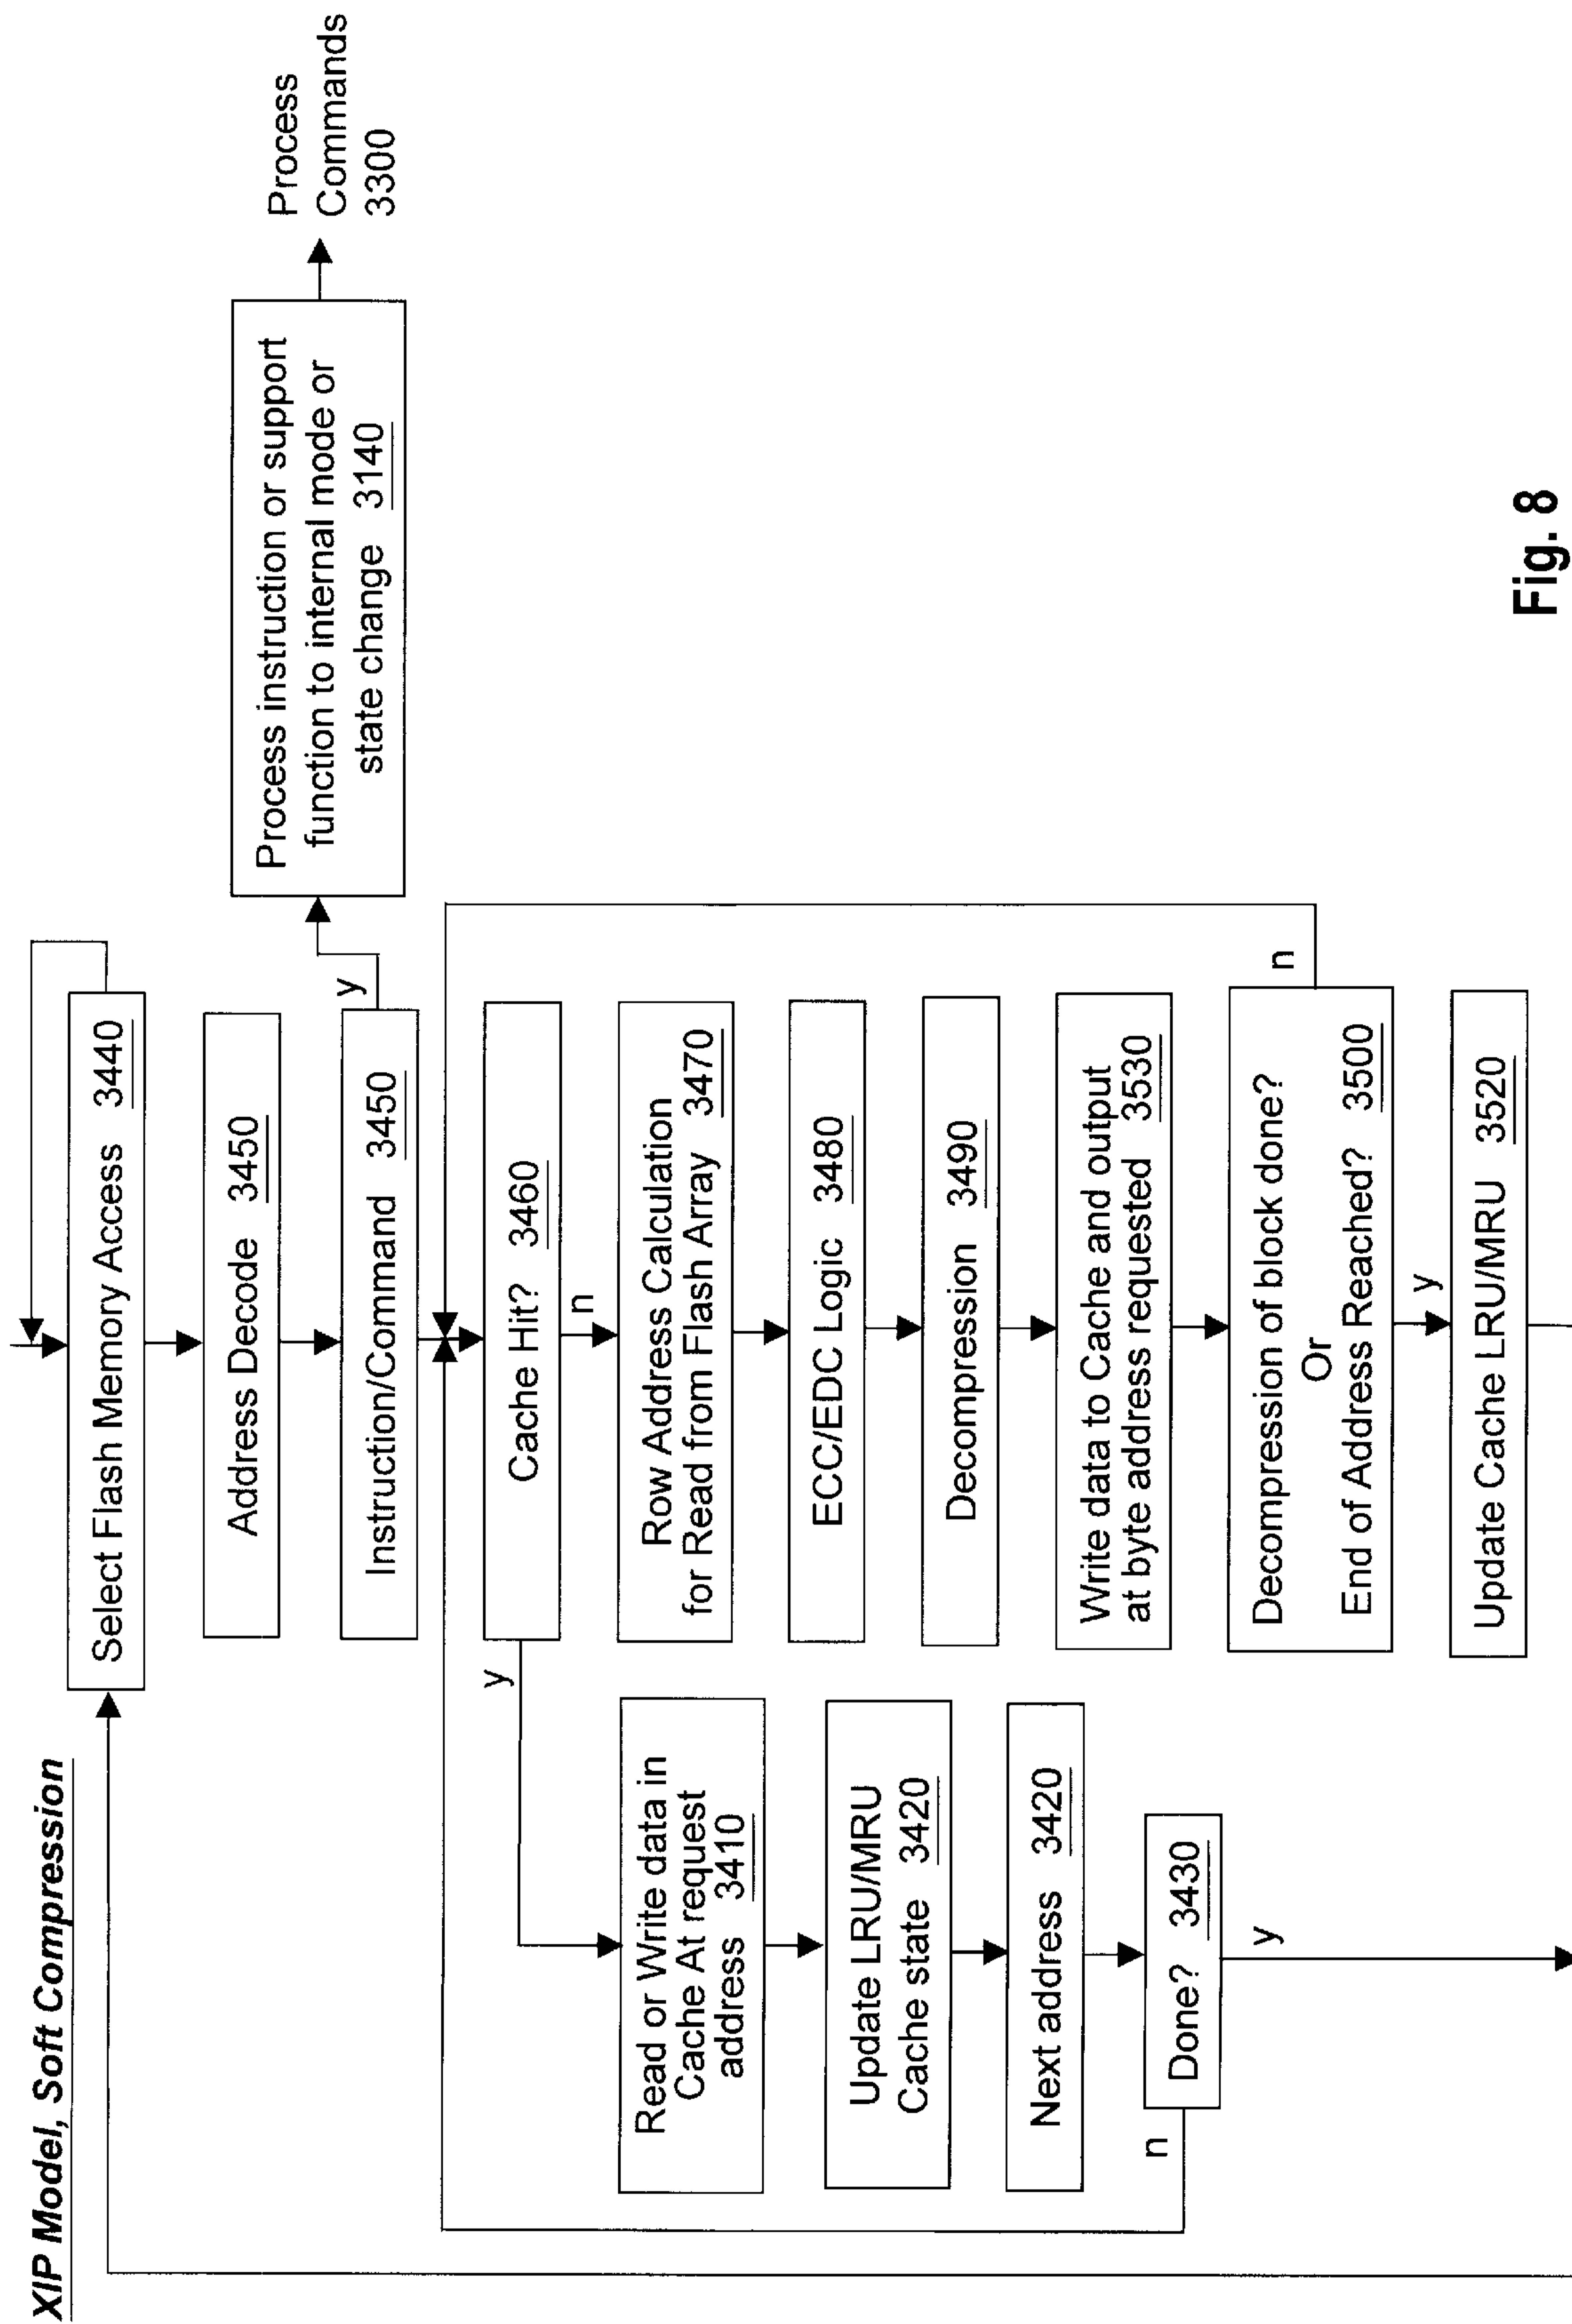 XIP Model, Soft Compression
Select Flash Memory Access 3440
Address Decode 3450
Instruction/Command 3450
y
Process instruction or support
function to internal mode or
state change 3140
Process
Commands
3300
Cache Hit? 3460
y
n
Read or Write data in
Cache At request
address 3410
Update LRU/MRU
Cache state 3420
Next address 3420
Done? 3430
n
y
Row Address Calculation
for Read from Flash Array 3470
ECC/EDC Logic 3480
Decompression 3490
Write data to Cache and output
at byte address requested 3530
Decompression of block done?
Or
End of Address Reached? 3500
n
y
Update Cache LRU/MRU 3520
Fig. 8